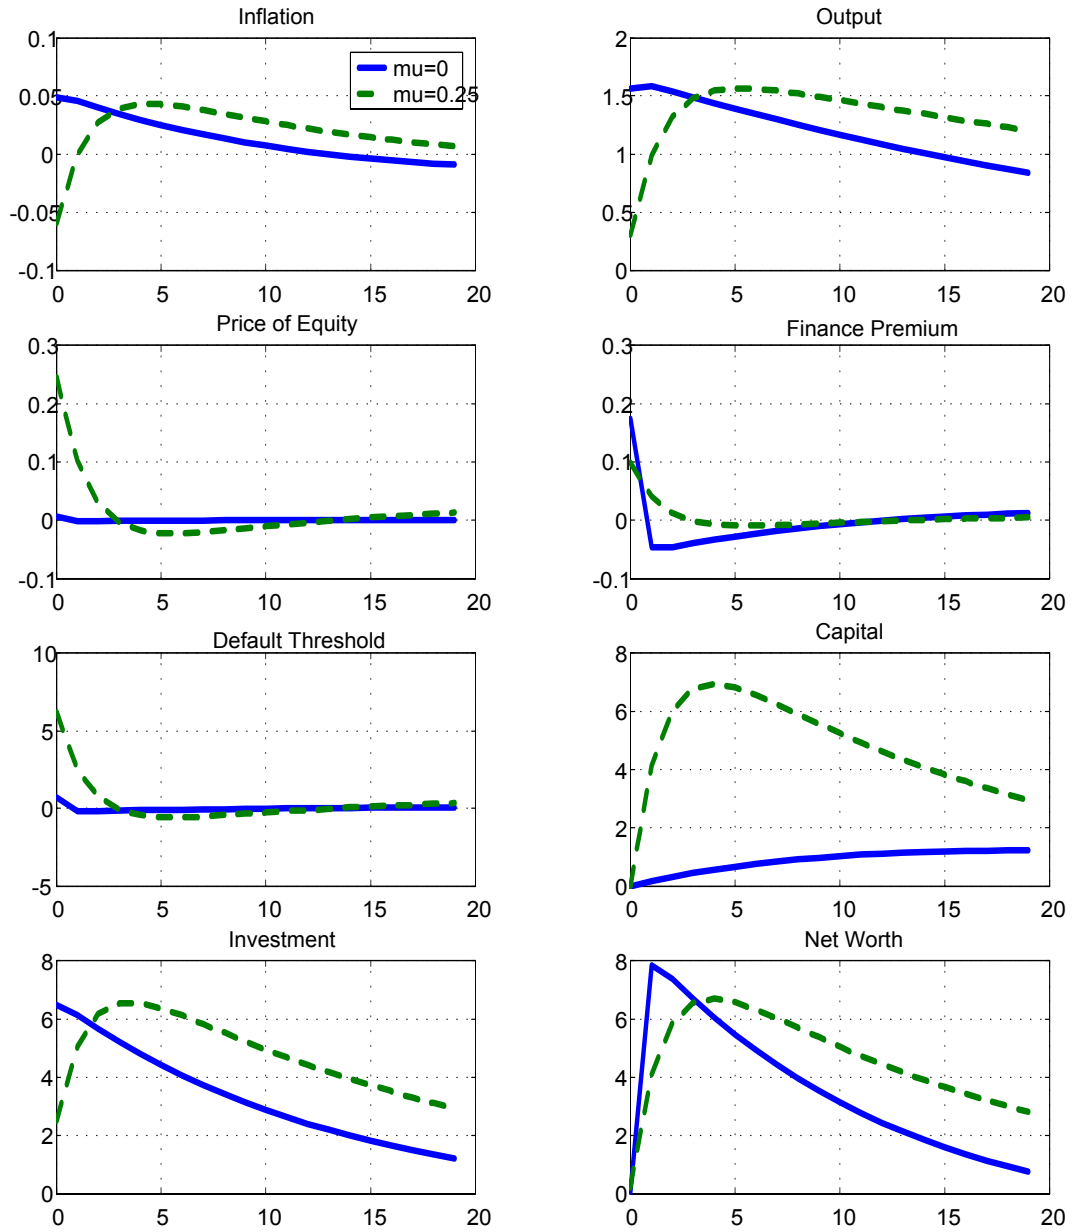 Inflation
0.1
0.05
0
-0.05
-0.1
0 5 10 15 20
mu=0
mu=0.25
Output
2
1.5
1
0.5
0
0 5 10 15 20
Price of Equity
0.3
0.2
0.1
0
-0.1
0 5 10 15 20
Finance Premium
0.3
0.2
0.1
0
-0.1
0 5 10 15 20
Default Threshold
10
5
0
-5
0 5 10 15 20
Capital
8
6
4
2
0
0 5 10 15 20
Investment
8
6
4
2
0
0 5 10 15 20
Net Worth
8
6
4
2
0
0 5 10 15 20